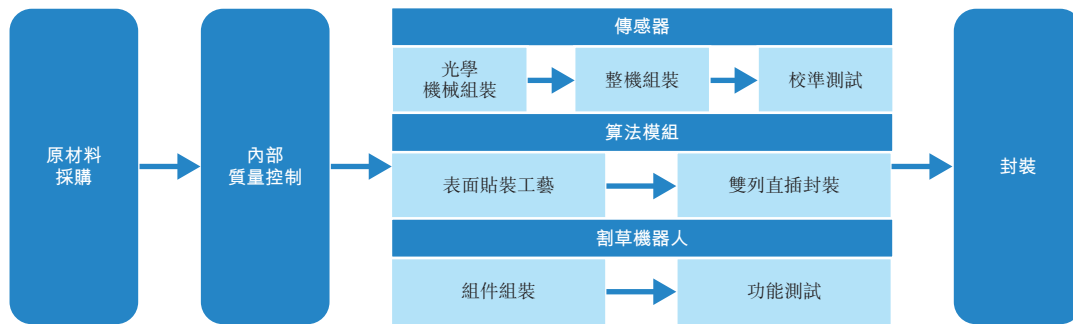 原材料
採購
內部
質量控制
傳感器
光學
機械組裝
整機組裝
校準測試
算法模組
表面貼裝工藝
雙列直插封裝
割草機器人
組件組裝
功能測試
封裝